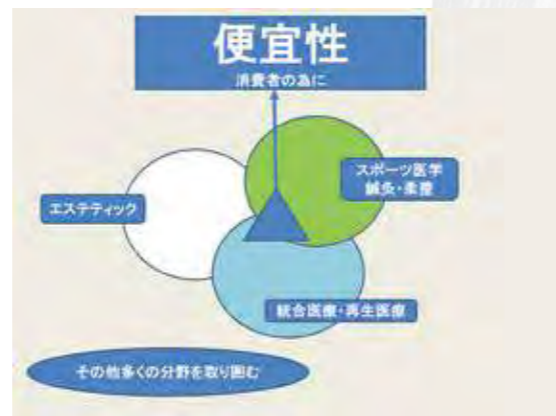 便宜性
消費者の為に
スポーツ医学
鍼灸・柔整
エステティック
統合医療・再生医療
その他多くの分野を取り囲む